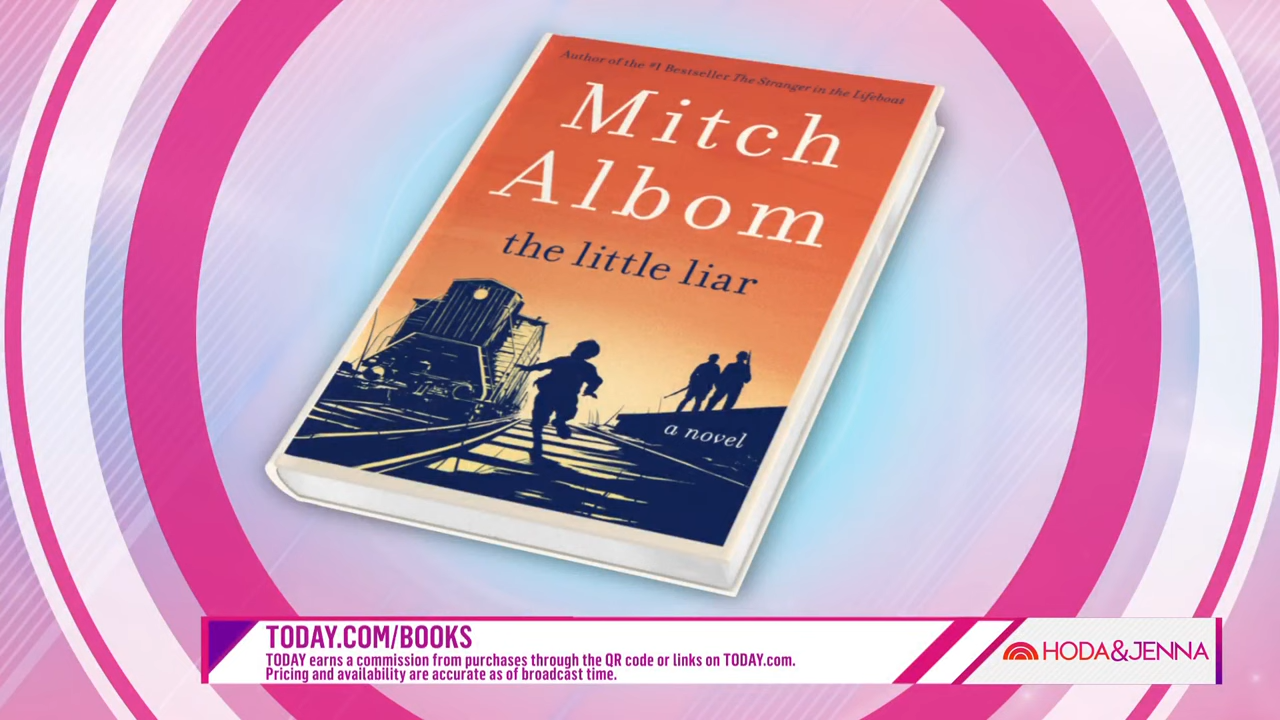 Author of the #1 Bestseller The Stranger in the Lifeboat
Mitch
Albom
the little liar
a novel
TODAY.COM/BOOKS
TODAY earns a commission from purchases through the QR code or links on TODAY.com.
Pricing and availability are accurate as of broadcast time.
HODA&JENNA